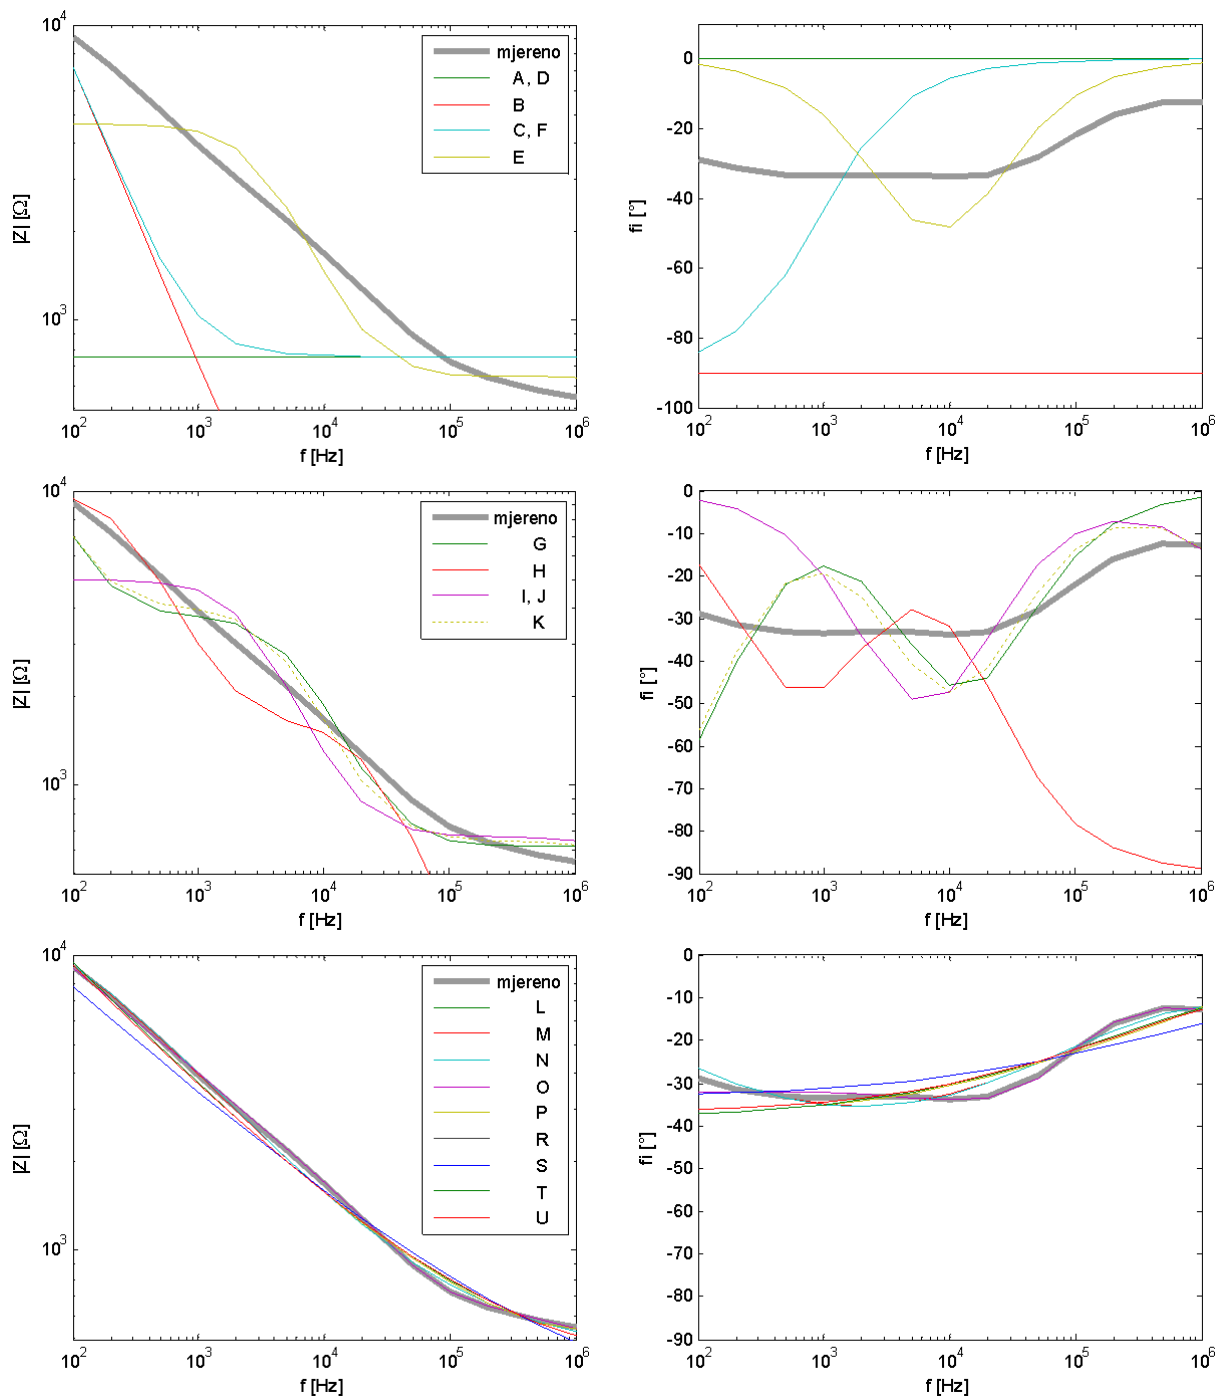 10^4
10^3
|Z| [Ω]
mjereno
A, D
B
C, F
E
10^2 10^3 10^4 10^5 10^6
f [Hz]
0
-20
-40
-60
-80
-100
fi [°]
10^2 10^3 10^4 10^5 10^6
f [Hz]
10^4
10^3
|Z| [Ω]
mjereno
G
H
I, J
K
10^2 10^3 10^4 10^5 10^6
f [Hz]
0
-10
-20
-30
-40
-50
-60
-70
-80
-90
fi [°]
10^2 10^3 10^4 10^5 10^6
f [Hz]
10^4
10^3
|Z| [Ω]
mjereno
L
M
N
O
P
R
S
T
U
10^2 10^3 10^4 10^5 10^6
f [Hz]
0
-10
-20
-30
-40
-50
-60
-70
-80
-90
fi [°]
10^2 10^3 10^4 10^5 10^6
f [Hz]